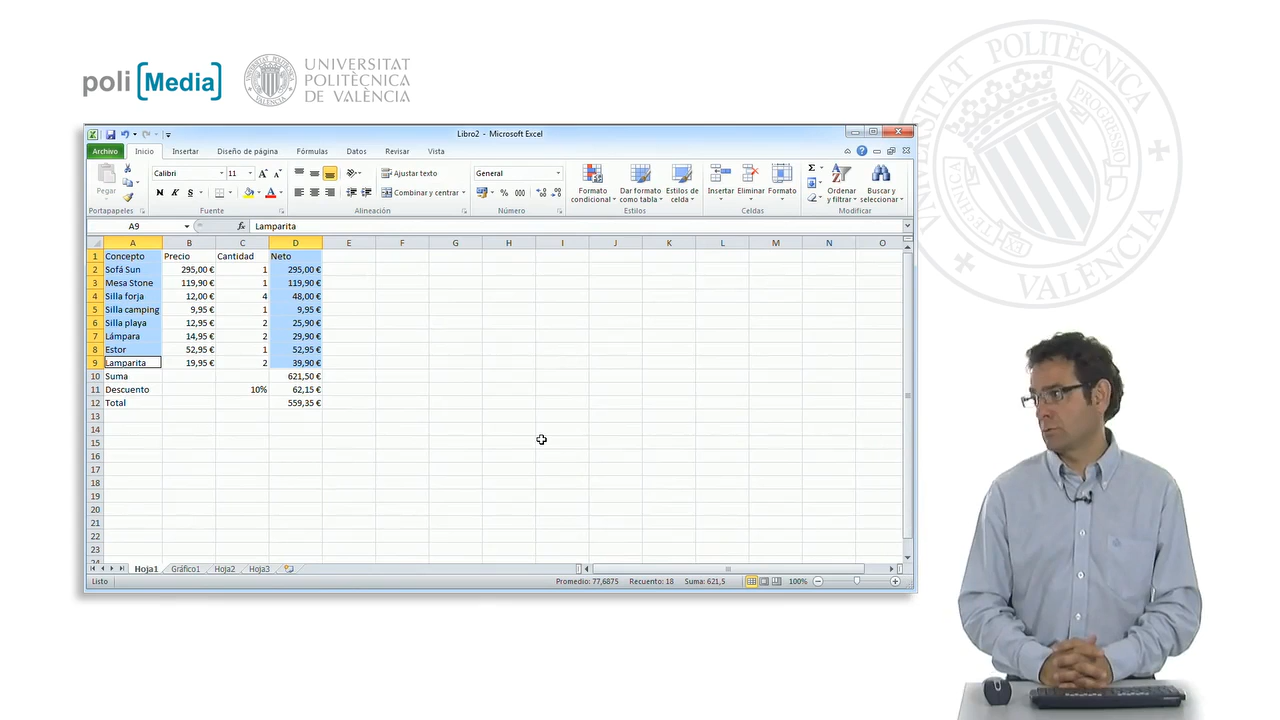 poli [Media]
UNIVERSITAT
POLITÈCNICA
DE VALÈNCIA
UNIVERSITAT POLITÈCNICA
VALÈNCIA
PROGRESSIO
Libro2 - Microsoft Excel
Archivo Inicio Insertar Diseño de página Fórmulas Datos Revisar Vista
Pegar
Calibri 11
N K S
Ajustar texto
Combinar y centrar
General
% 000
Formato condicional
Dar formato como tabla
Estilos de celda
Insertar Eliminar Formato
Ordenar y filtrar
Buscar y seleccionar
Portapapeles Fuente Alineación Número Estilos Celdas Modificar
A9 fx Lamparita
A B C D E F G H I J K L M N O
1 Concepto Precio Cantidad Neto
2 Sofá Sun 295,00 € 1 295,00 €
3 Mesa Stone 119,90 € 1 119,90 €
4 Silla forja 12,00 € 4 48,00 €
5 Silla camping 9,95 € 1 9,95 €
6 Silla playa 12,95 € 2 25,90 €
7 Lámpara 14,95 € 2 29,90 €
8 Estor 52,95 € 1 52,95 €
9 Lamparita 19,95 € 2 39,90 €
10 Suma 621,50 €
11 Descuento 10% 62,15 €
12 Total 559,35 €
13
14
15
16
17
18
19
20
21
22
23
24
Hoja1 Gráfico1 Hoja2 Hoja3
Listo Promedio: 77,6875 Recuento: 18 Suma: 621,5 100%